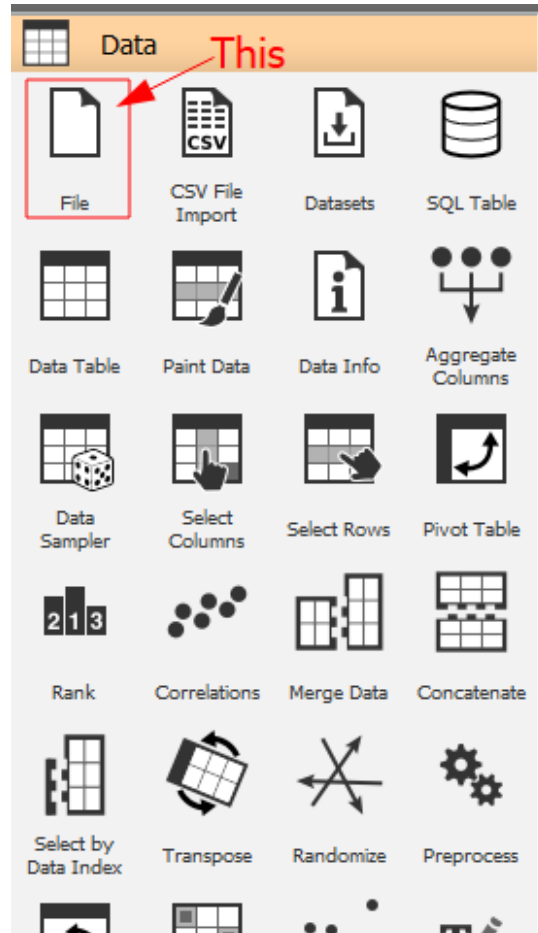 Data
This
CSV
File
CSV File
Import
Datasets
SQL Table
i
Data Table
Paint Data
Data Info
Aggregate
Columns
Data
Sampler
Select
Columns
Select Rows
Pivot Table
2 1 3
Rank
Correlations
Merge Data
Concatenate
Select by
Data Index
Transpose
Randomize
Preprocess